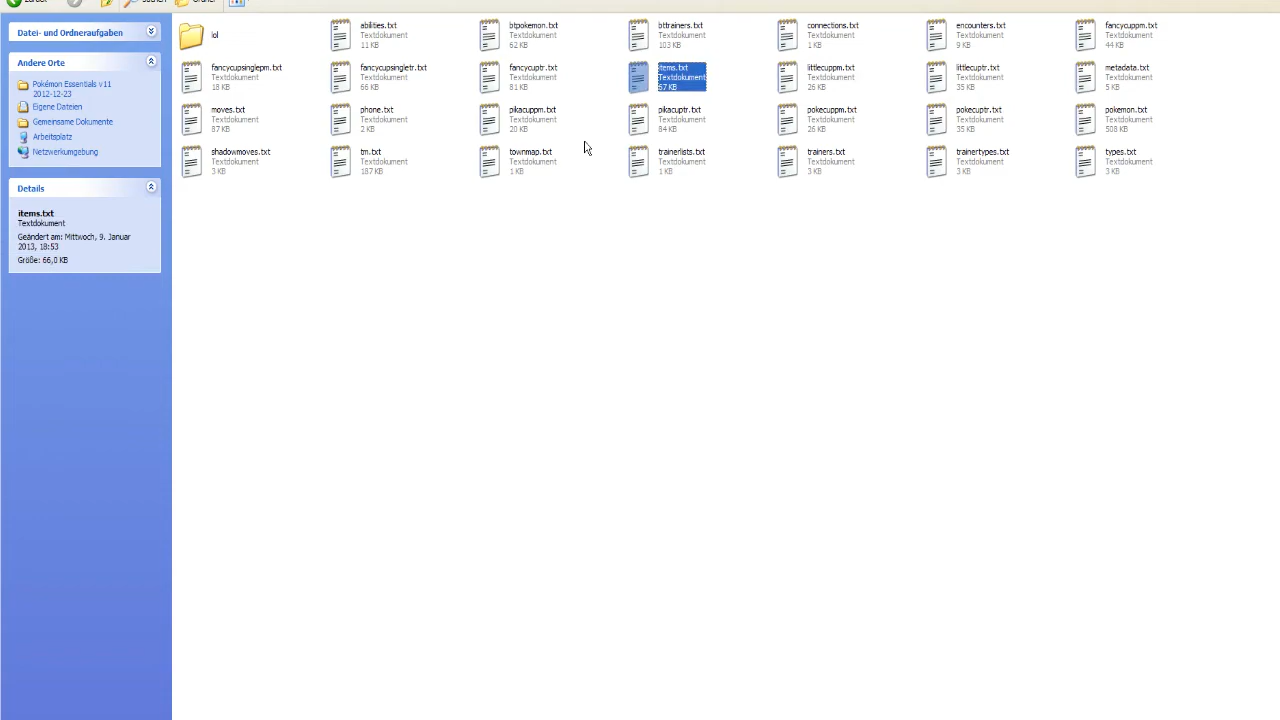 Zurück Suchen Ordner
Datei- und Ordneraufgaben
Andere Orte
Pokémon Essentials v11
2012-12-23
Eigene Dateien
Gemeinsame Dokumente
Arbeitsplatz
Netzwerkumgebung
Details
items.txt
Textdokument
Geändert am: Mittwoch, 9. Januar
2013, 18:53
Größe: 66,0 KB
lol
abilities.txt
Textdokument
11 KB
btpokemon.txt
Textdokument
62 KB
bttrainers.txt
Textdokument
103 KB
connections.txt
Textdokument
1 KB
encounters.txt
Textdokument
9 KB
fancycuppm.txt
Textdokument
44 KB
fancycupsinglepm.txt
Textdokument
18 KB
fancycupsingletr.txt
Textdokument
66 KB
fancycuptr.txt
Textdokument
81 KB
items.txt
Textdokument
67 KB
littlecuppm.txt
Textdokument
26 KB
littlecuptr.txt
Textdokument
35 KB
metadata.txt
Textdokument
5 KB
moves.txt
Textdokument
87 KB
phone.txt
Textdokument
2 KB
pikacuppm.txt
Textdokument
20 KB
pikacuptr.txt
Textdokument
84 KB
pokecuppm.txt
Textdokument
26 KB
pokecuptr.txt
Textdokument
35 KB
pokemon.txt
Textdokument
508 KB
shadowmoves.txt
Textdokument
3 KB
tm.txt
Textdokument
187 KB
townmap.txt
Textdokument
1 KB
trainerlists.txt
Textdokument
1 KB
trainers.txt
Textdokument
3 KB
trainertypes.txt
Textdokument
3 KB
types.txt
Textdokument
3 KB